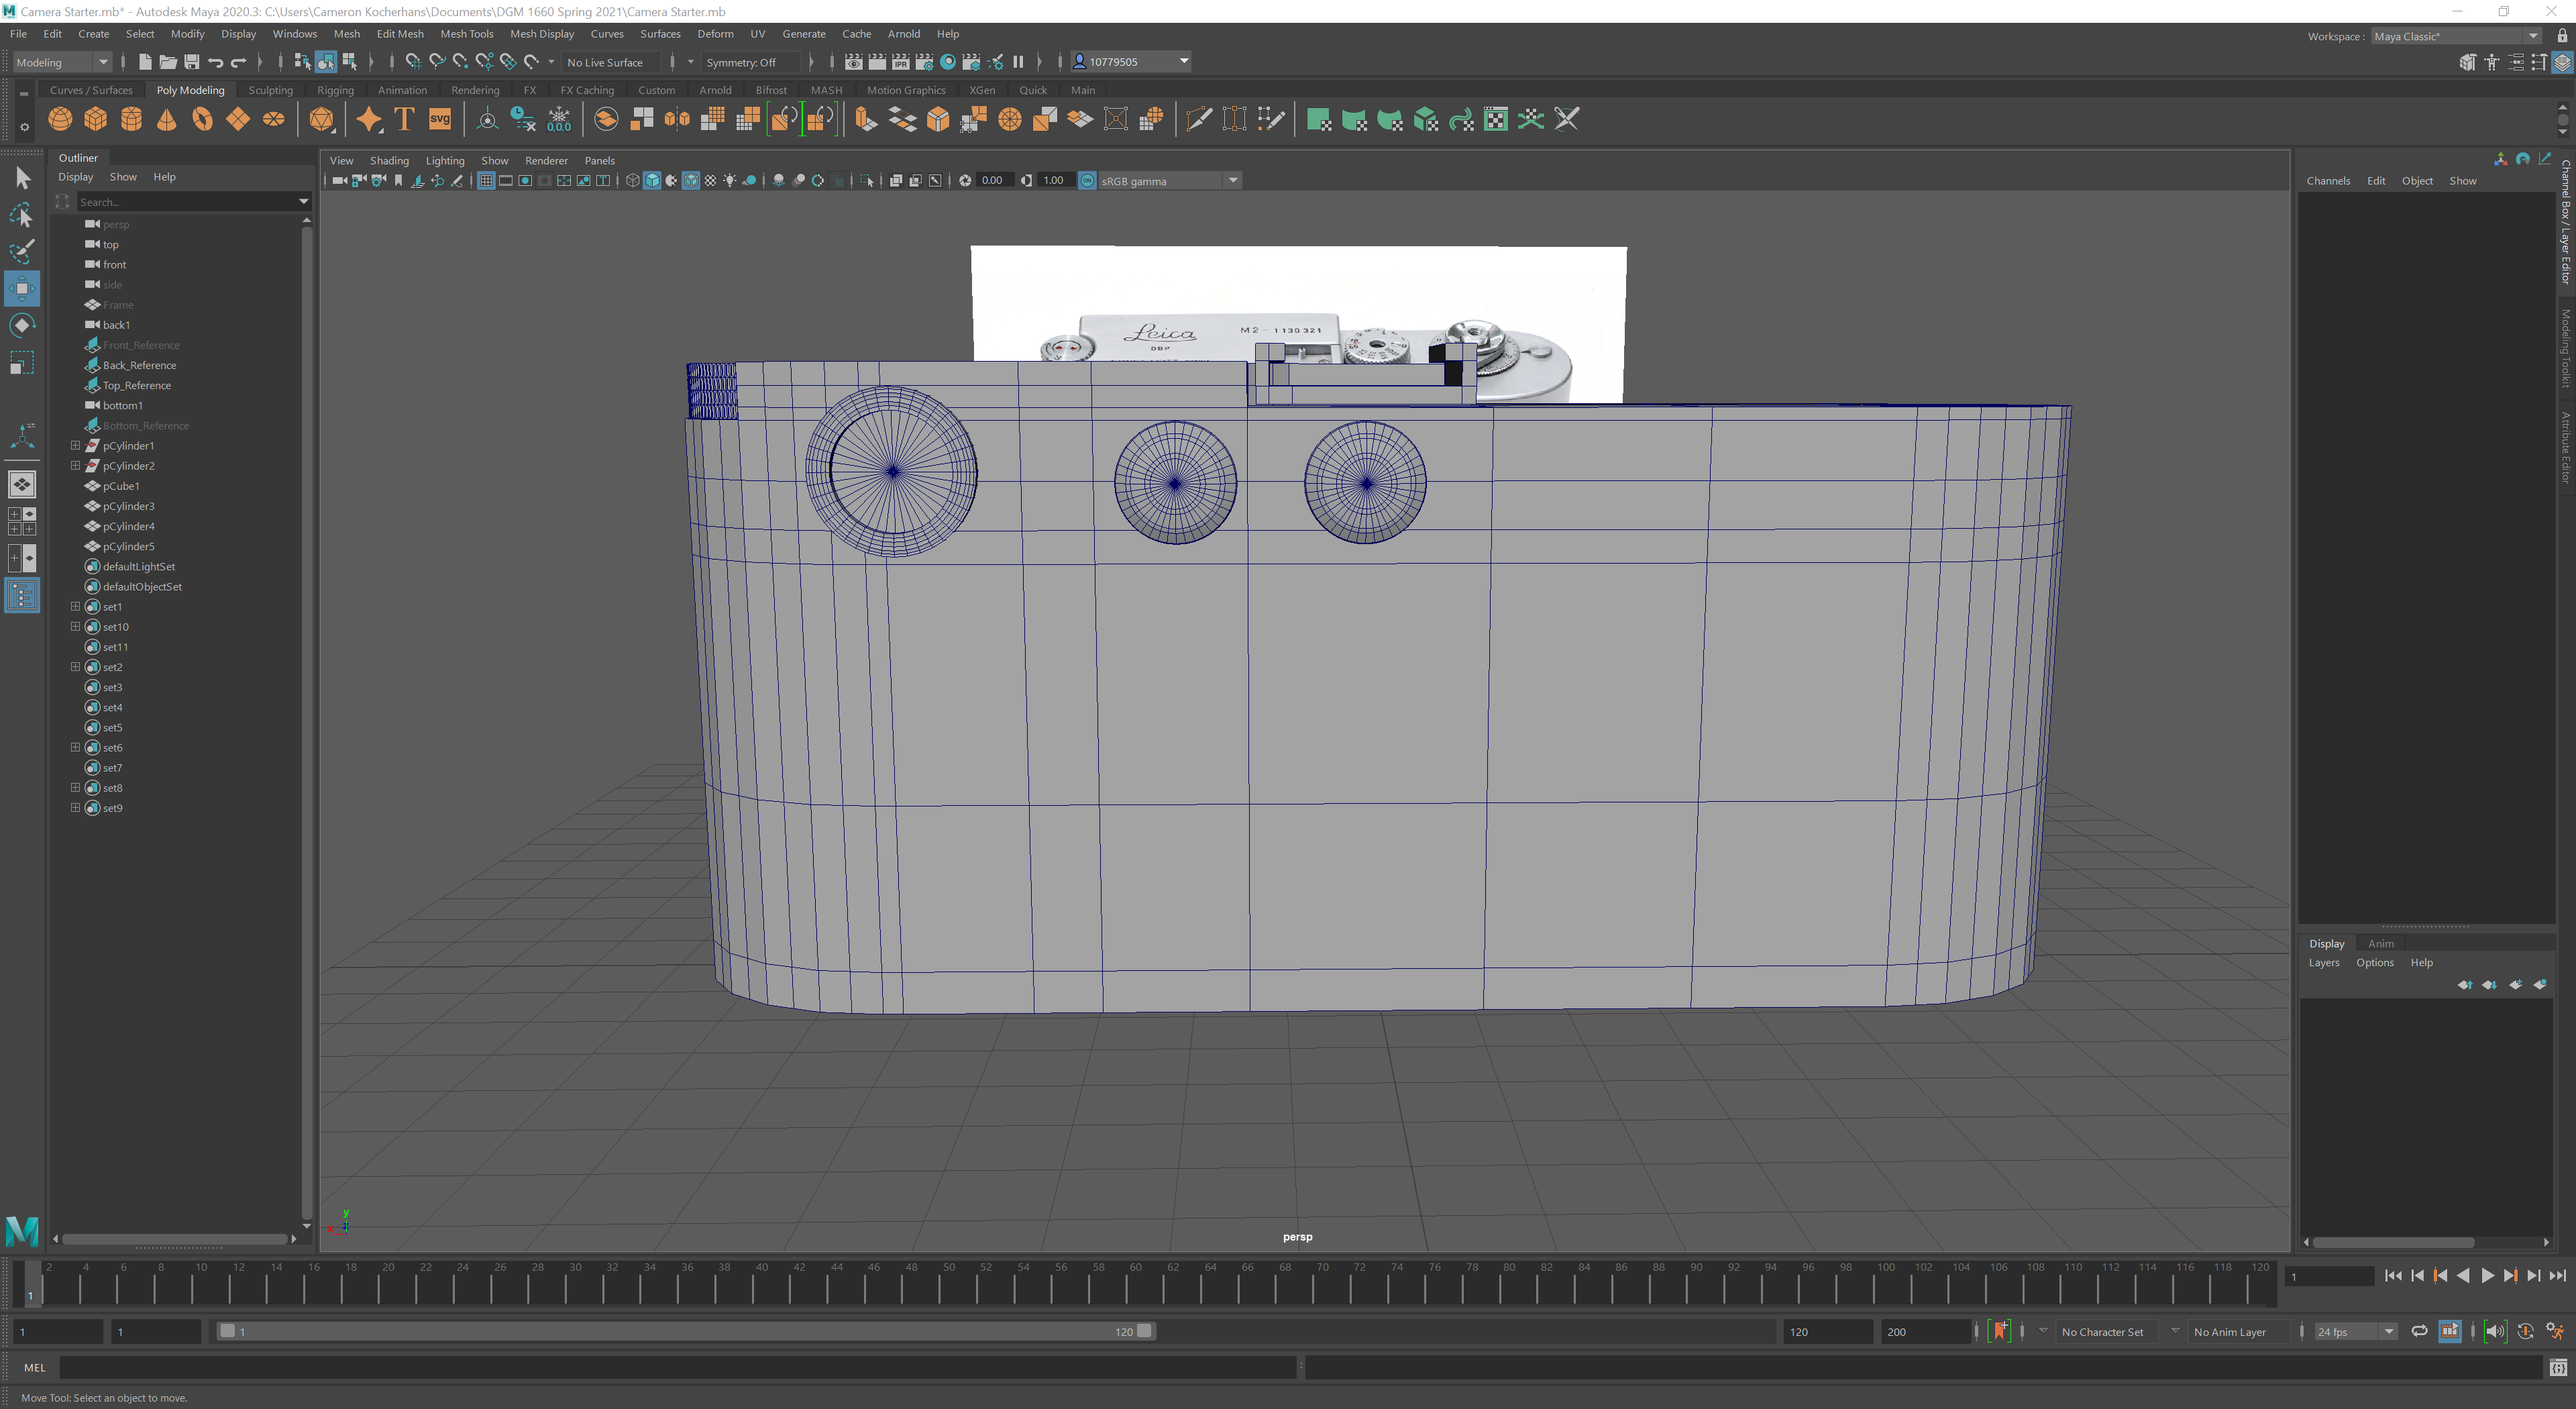 Camera Starter.mb* - Autodesk Maya 2020.3: C:\Users\Cameron Kocherhans\Documents\DGM 1660 Spring 2021\Camera Starter.mb
File Edit Create Select Modify Display Windows Mesh Edit Mesh Mesh Tools Mesh Display Curves Surfaces Deform UV Generate Cache Arnold Help
Workspace : Maya Classic*
Modeling No Live Surface Symmetry: Off IPR 10779505
Curves / Surfaces Poly Modeling Sculpting Rigging Animation Rendering FX FX Caching Custom Arnold Bifrost MASH Motion Graphics XGen Quick Main
T svg 0,0,0
Outliner
Display Show Help
Search...
persp
top
front
side
Frame
back1
Front_Reference
Back_Reference
Top_Reference
bottom1
Bottom_Reference
pCylinder1
pCylinder2
pCube1
pCylinder3
pCylinder4
pCylinder5
defaultLightSet
defaultObjectSet
set1
set10
set11
set2
set3
set4
set5
set6
set7
set8
set9
View Shading Lighting Show Renderer Panels
0.00 1.00 ON sRGB gamma
Leica
DBP
M2 - 1130321
y
x
persp
Channels Edit Object Show
Channel Box / Layer Editor
Modeling Toolkit
Attribute Editor
Display Anim
Layers Options Help
2 4 6 8 10 12 14 16 18 20 22 24 26 28 30 32 34 36 38 40 42 44 46 48 50 52 54 56 58 60 62 64 66 68 70 72 74 76 78 80 82 84 86 88 90 92 94 96 98 100 102 104 106 108 110 112 114 116 118 120
1
1
1 1 1 120 120 200 No Character Set No Anim Layer 24 fps
MEL
Move Tool: Select an object to move.